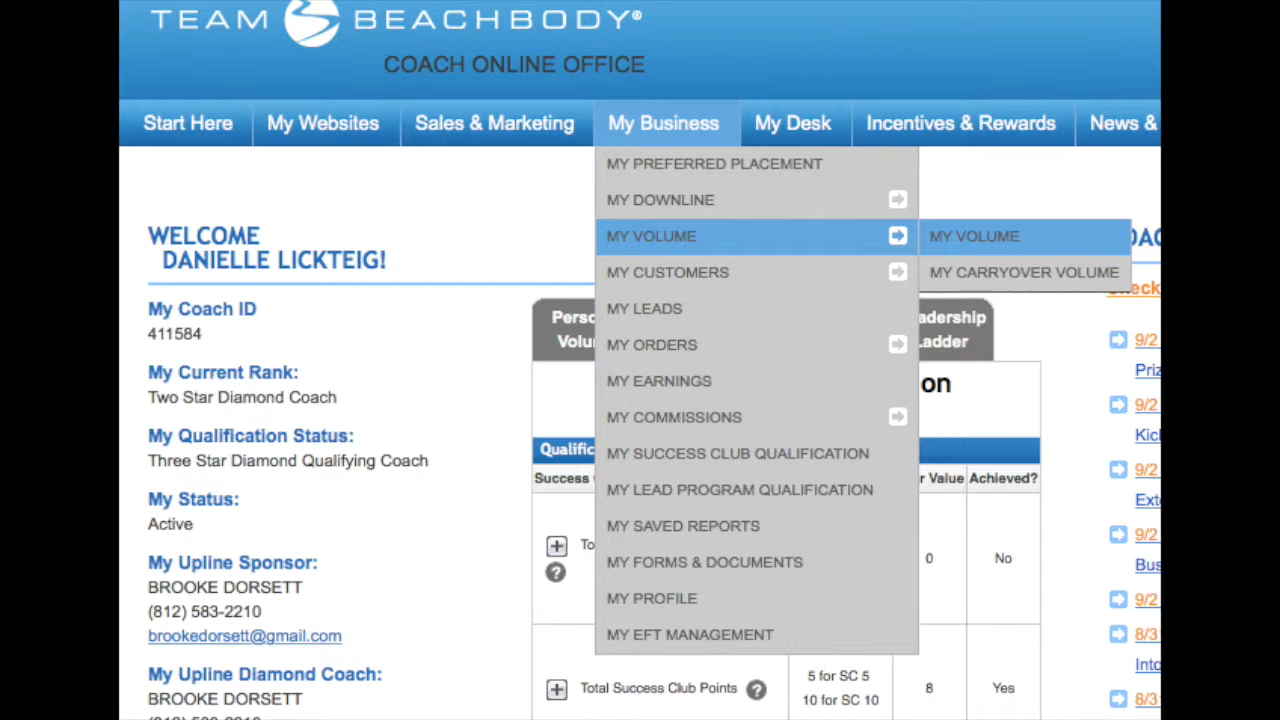 TEAM BEACHBODY®
COACH ONLINE OFFICE
Start Here My Websites Sales & Marketing My Business My Desk Incentives & Rewards News &
MY PREFERRED PLACEMENT
MY DOWNLINE
MY VOLUME
MY CUSTOMERS
MY LEADS
MY ORDERS
MY EARNINGS
MY COMMISSIONS
MY SUCCESS CLUB QUALIFICATION
MY LEAD PROGRAM QUALIFICATION
MY SAVED REPORTS
MY FORMS & DOCUMENTS
MY PROFILE
MY EFT MANAGEMENT
MY VOLUME
MY CARRYOVER VOLUME
WELCOME
DANIELLE LICKTEIG!
My Coach ID
411584
My Current Rank:
Two Star Diamond Coach
My Qualification Status:
Three Star Diamond Qualifying Coach
My Status:
Active
My Upline Sponsor:
BROOKE DORSETT
(812) 583-2210
brookedorsett@gmail.com
My Upline Diamond Coach:
BROOKE DORSETT
Perso
Volu
adership
adder
on
Qualific
Success r Value Achieved?
To 0 No
Total Success Club Points
5 for SC 5
10 for SC 10
8 Yes
heck
9/2
Priz
9/2
Kicl
9/2
Exte
9/2
Bus
9/2
8/3
Into
8/3